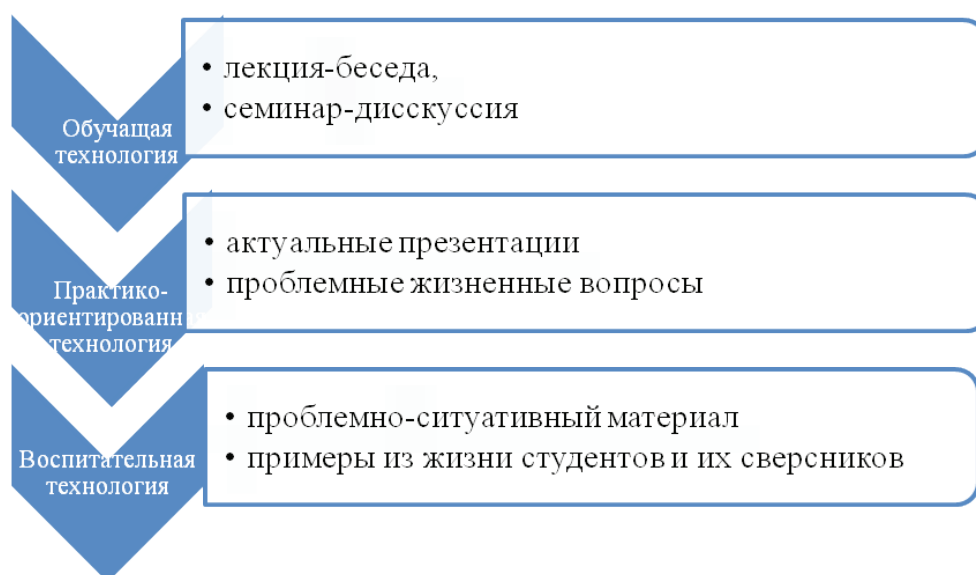 Обучащая
технология
• лекция-беседа,
• семинар-дисскуссия
Практико-
ориентированная
технология
• актуальные презентации
• проблемные жизненные вопросы
Воспитательная
технология
• проблемно-ситуативный материал
• примеры из жизни студентов и их сверсников